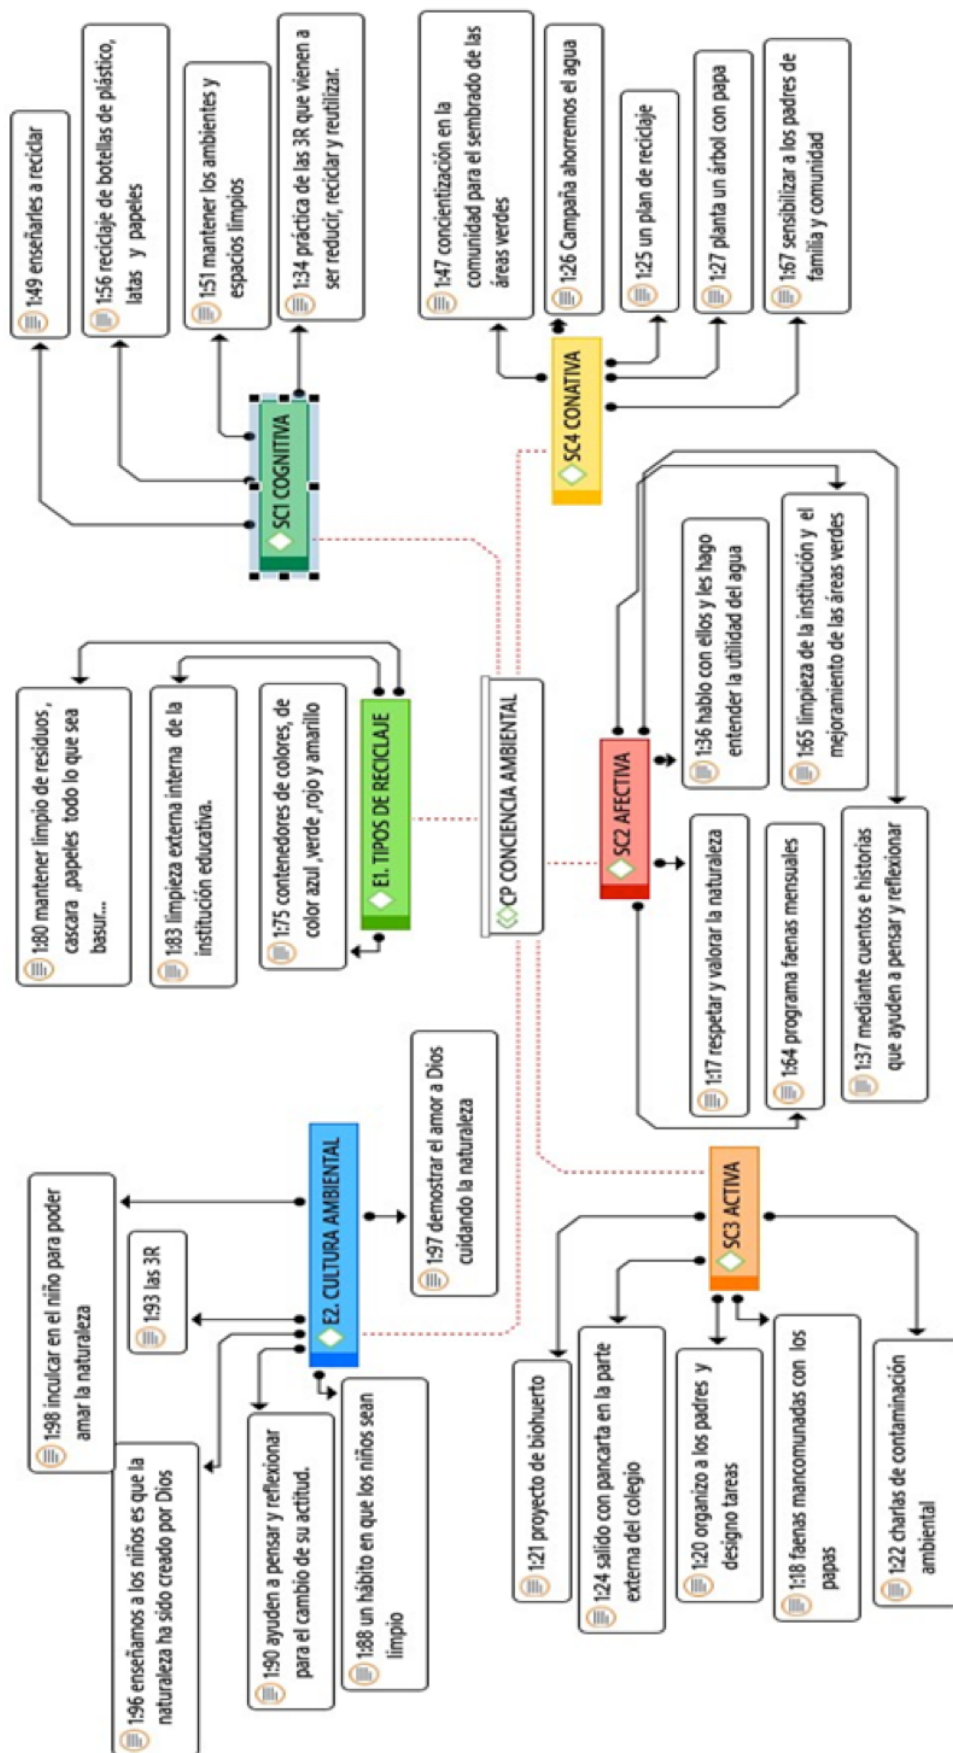 1:98 inculcar en el niño para poder
amar la naturaleza
1:96 enseñamos a los niños es que la
naturaleza ha sido creado por Dios
1:93 las 3R
1:90 ayuden a pensar y reflexionar
para el cambio de su actitud.
1:88 un hábito en que los niños sean
limpio
E2. CULTURA AMBIENTAL
1:97 demostrar el amor a Dios
cuidando la naturaleza
1:80 mantener limpio de residuos ,
cascara ,papeles todo lo que sea
basur...
1:83 limpieza externa interna de la
institución educativa.
1:75 contenedores de colores, de
color azul ,verde ,rojo y amarillo
E1. TIPOS DE RECICLAJE
1:49 enseñarles a reciclar
1:56 reciclaje de botellas de plástico,
latas y papeles
1:51 mantener los ambientes y
espacios limpios
1:34 práctica de las 3R que vienen a
ser reducir, reciclar y reutilizar.
SC1 COGNITIVA
CP CONCIENCIA AMBIENTAL
1:21 proyecto de biohuerto
1:24 salido con pancarta en la parte
externa del colegio
1:20 organizo a los padres y
designo tareas
1:18 faenas mancomunadas con los
papas
1:22 charlas de contaminación
ambiental
SC3 ACTIVA
SC2 AFECTIVA
1:17 respetar y valorar la naturaleza
1:64 programa faenas mensuales
1:37 mediante cuentos e historias
que ayuden a pensar y reflexionar
1:36 hablo con ellos y les hago
entender la utilidad del agua
1:65 limpieza de la institución y el
mejoramiento de las áreas verdes
SC4 CONATIVA
1:47 concientización en la
comunidad para el sembrado de las
áreas verdes
1:26 Campaña ahorremos el agua
1:25 un plan de reciclaje
1:27 planta un árbol con papa
1:67 sensibilizar a los padres de
familia y comunidad